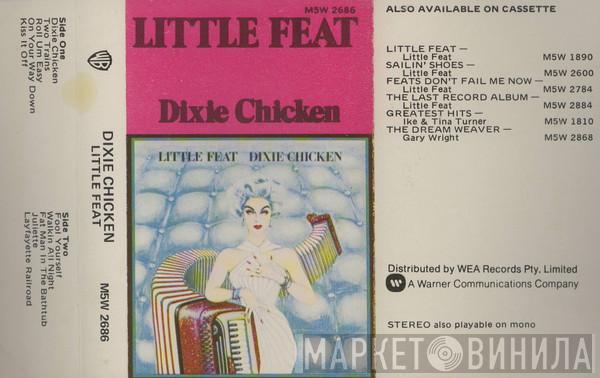 Side One
Dixie Chicken
Two Trains
Roll Um Easy
On Your Way Down
Kiss It Off
Side Two
Fool Yourself
Walkin All Night
Fat Man In The Bathtub
Juliette
Layfayette Railroad
DIXIE CHICKEN
LITTLE FEAT
M5W 2686
M5W 2686
LITTLE FEAT
Dixie Chicken
LITTLE FEAT DIXIE CHICKEN
ALSO AVAILABLE ON CASSETTE
LITTLE FEAT —
Little Feat M5W 1890
SAILIN' SHOES —
Little Feat M5W 2600
FEATS DON'T FAIL ME NOW —
Little Feat M5W 2784
THE LAST RECORD ALBUM —
Little Feat M5W 2884
GREATEST HITS —
Ike & Tina Turner M5W 1810
THE DREAM WEAVER —
Gary Wright M5W 2868
Distributed by WEA Records Pty. Limited
A Warner Communications Company
STEREO also playable on mono
МАРКЕТ ВИНИЛА